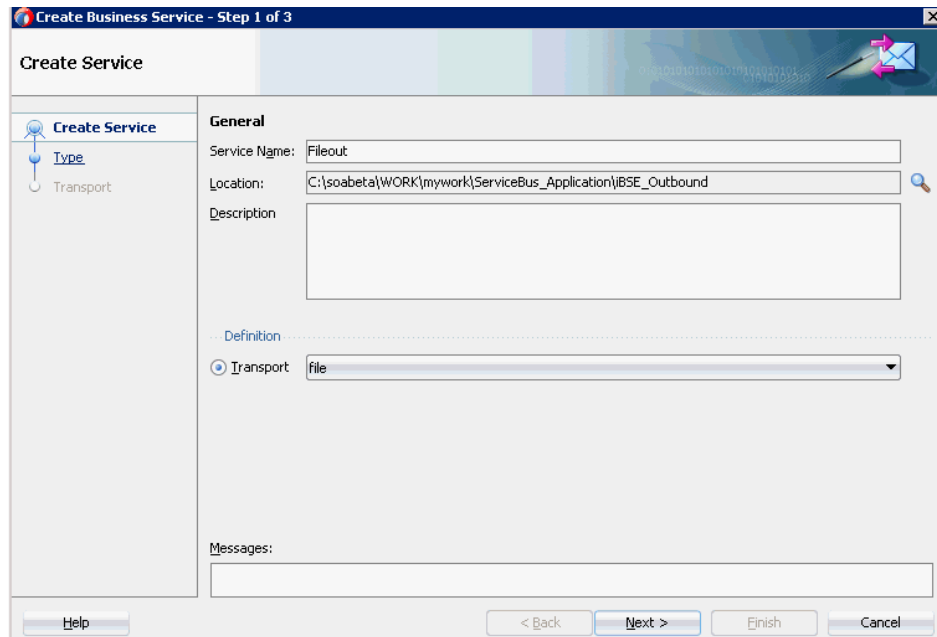 Create Business Service - Step 1 of 3
Create Service
Create Service
Type
Transport
General
Service Name: Fileout
Location: C:\soabeta\WORK\mywork\ServiceBus_Application\iBSE_Outbound
Description
Definition
Transport file
Messages:
Help < Back Next > Finish Cancel